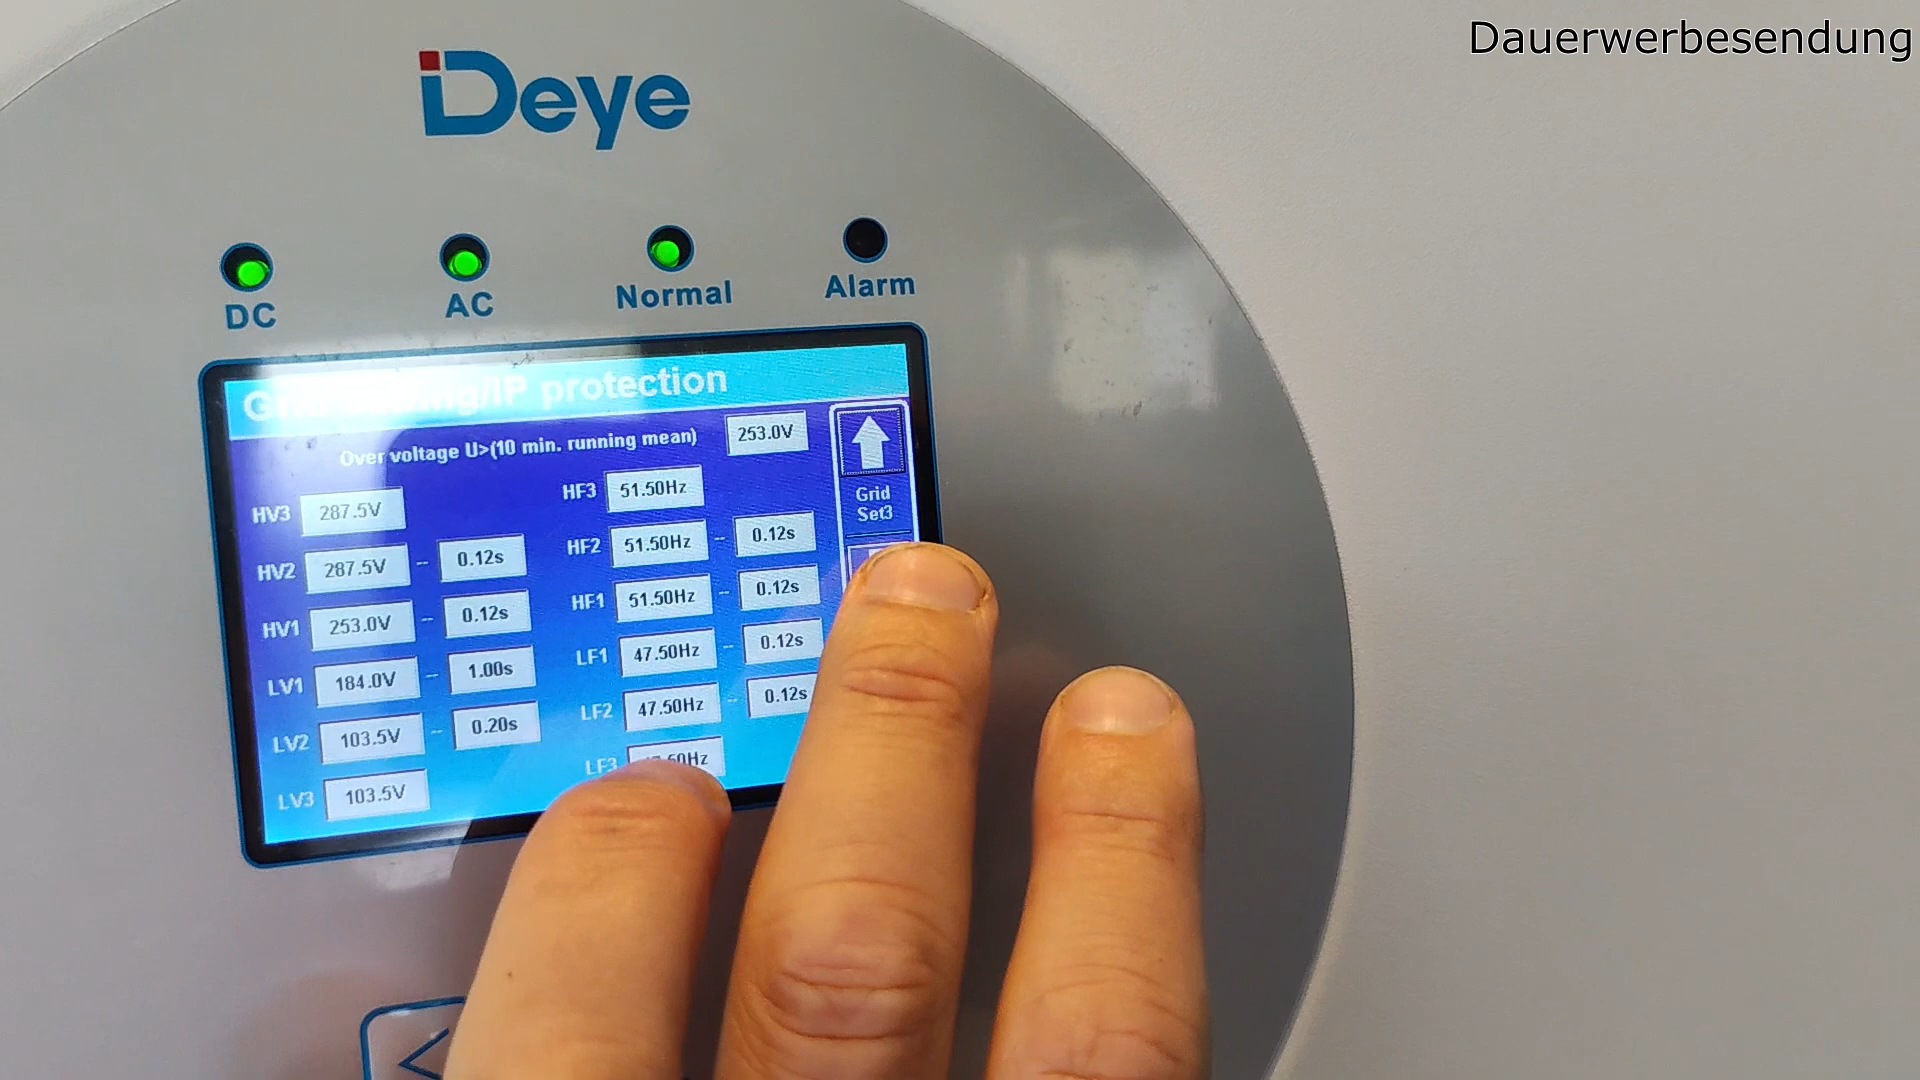 Dauerwerbesendung
Deye
DC AC Normal Alarm
protection
Over voltage U>(10 min. running mean) 253.0V
HV3 287.5V
HV2 287.5V -- 0.12s
HV1 253.0V -- 0.12s
LV1 184.0V -- 1.00s
LV2 103.5V -- 0.20s
LV3 103.5V
HF3 51.50Hz
HF2 51.50Hz -- 0.12s
HF1 51.50Hz -- 0.12s
LF1 47.50Hz -- 0.12s
LF2 47.50Hz -- 0.12s
LF3
Grid
Set3